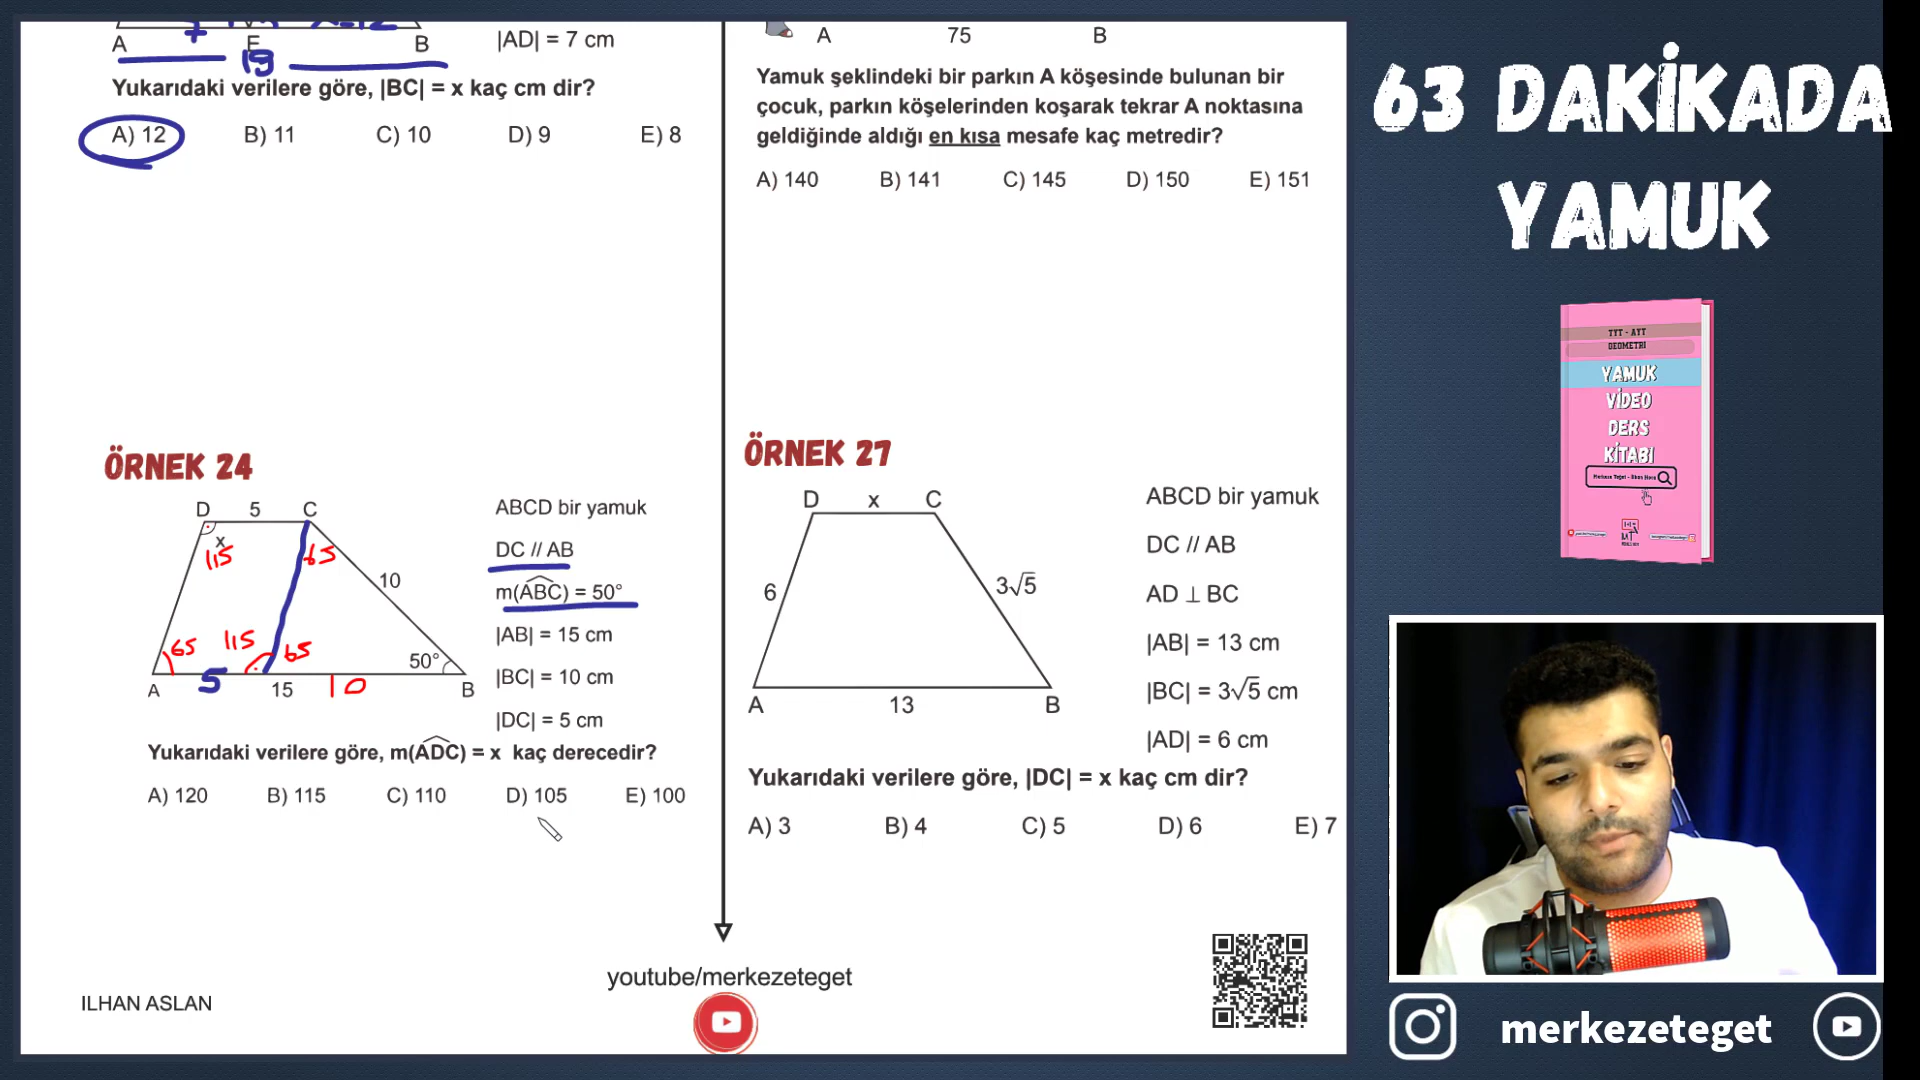 7
x=12
A
E
B
19
|AD| = 7 cm
Yukarıdaki verilere göre, |BC| = x kaç cm dir?
A) 12 B) 11 C) 10 D) 9 E) 8
A 75 B
Yamuk şeklindeki bir parkın A köşesinde bulunan bir
çocuk, parkın köşelerinden koşarak tekrar A noktasına
geldiğinde aldığı en kısa mesafe kaç metredir?
A) 140 B) 141 C) 145 D) 150 E) 151
ÖRNEK 24
D 5 C
x
115
65
10
65
115
65
50°
A 5 15 10 B
ABCD bir yamuk
DC // AB
m(ABC) = 50°
|AB| = 15 cm
|BC| = 10 cm
|DC| = 5 cm
Yukarıdaki verilere göre, m(ADC) = x kaç derecedir?
A) 120 B) 115 C) 110 D) 105 E) 100
ÖRNEK 27
D x C
6
3√5
A 13 B
ABCD bir yamuk
DC // AB
AD ⊥ BC
|AB| = 13 cm
|BC| = 3√5 cm
|AD| = 6 cm
Yukarıdaki verilere göre, |DC| = x kaç cm dir?
A) 3 B) 4 C) 5 D) 6 E) 7
youtube/merkezeteget
ILHAN ASLAN
63 DAKİKADA
YAMUK
TYT - AYT
GEOMETRI
YAMUK
VİDEO
DERS
KİTABI
merkezeteget